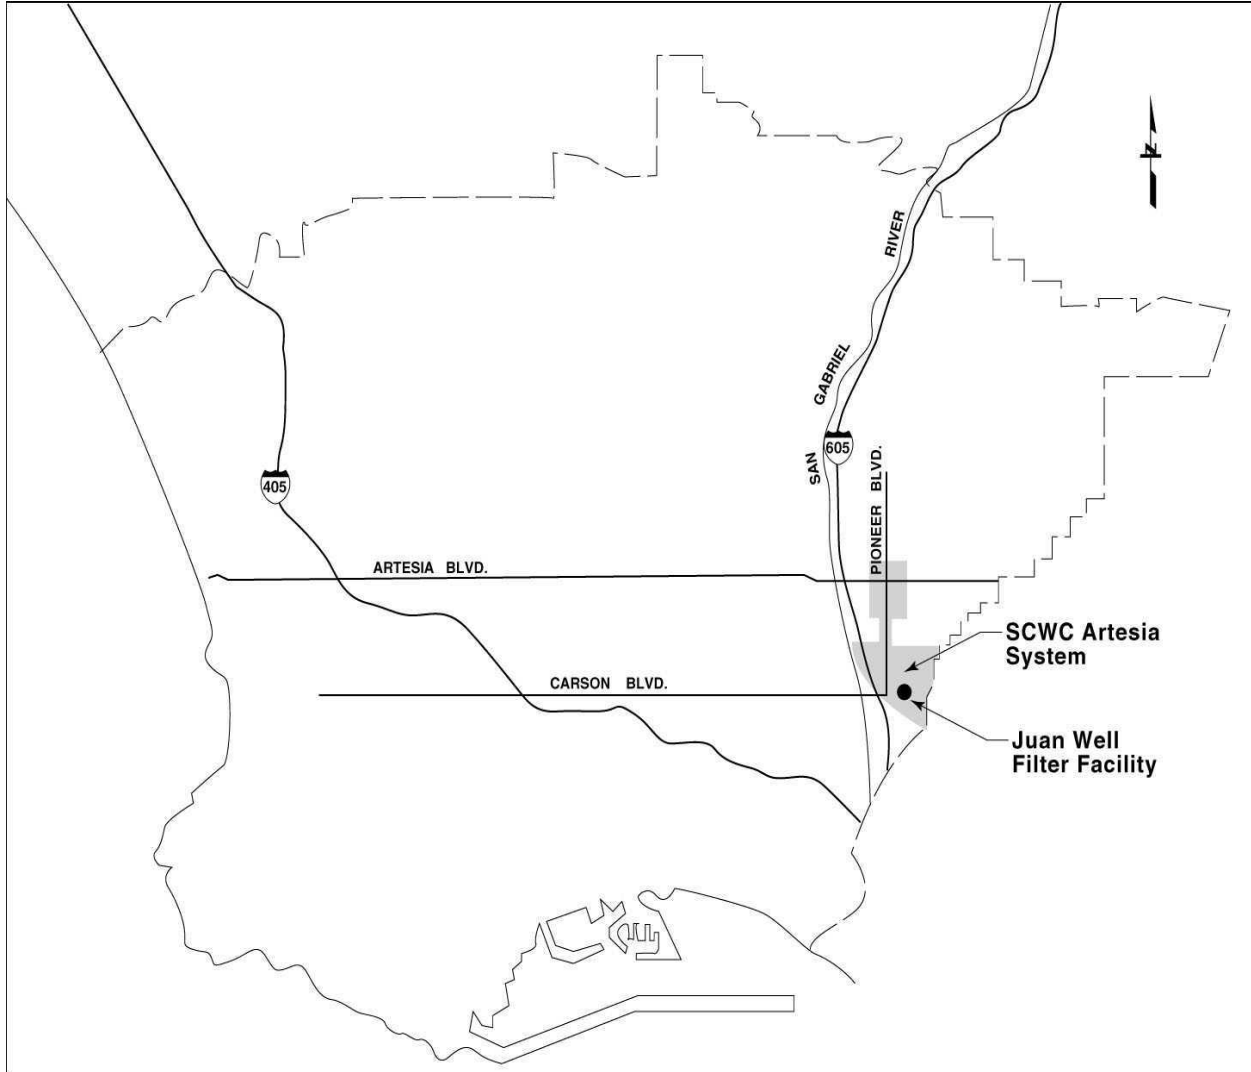 N
RIVER
GABRIEL
SAN
605
PIONEER BLVD.
405
ARTESIA BLVD.
SCWC Artesia
System
CARSON BLVD.
Juan Well
Filter Facility